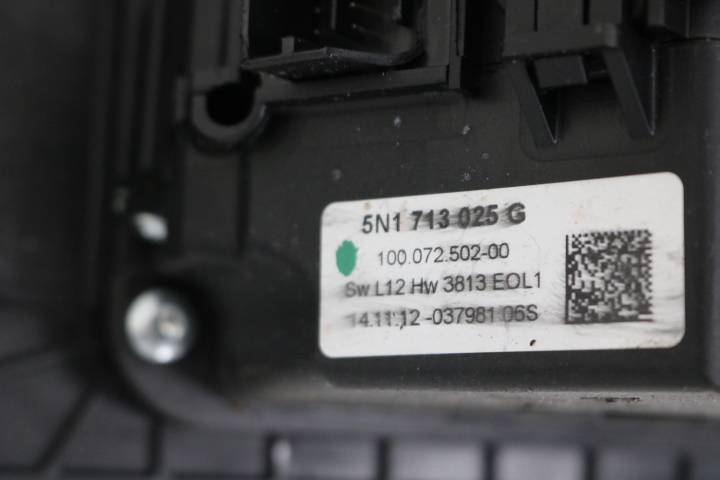 5N1 713 025 G
100.072.502-00
Sw L12 Hw 3813 EOL1
14.11.12 -037981 06S